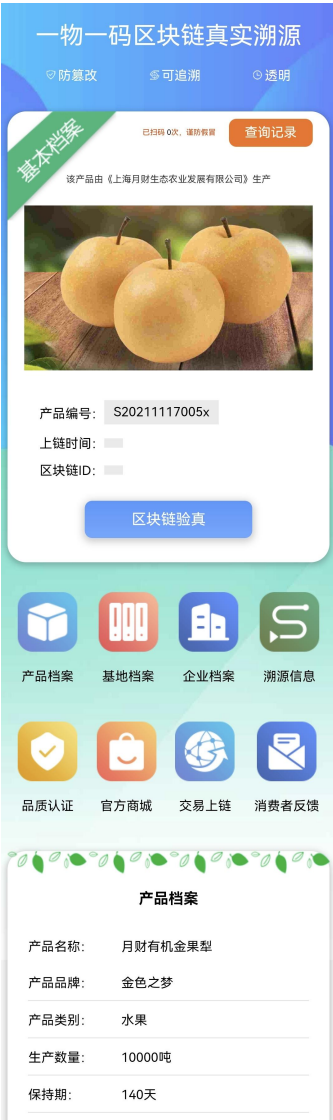 一物一码区块链真实溯源
防篡改 可追溯 透明
基本档案
已扫码 0次, 谨防假冒 查询记录
该产品由《上海月财生态农业发展有限公司》生产
产品编号: S20211117005x
上链时间:
区块链ID:
区块链验真
产品档案 基地档案 企业档案 溯源信息
品质认证 官方商城 交易上链 消费者反馈
产品档案
产品名称: 月财有机金果犁
产品品牌: 金色之梦
产品类别: 水果
生产数量: 10000吨
保持期: 140天